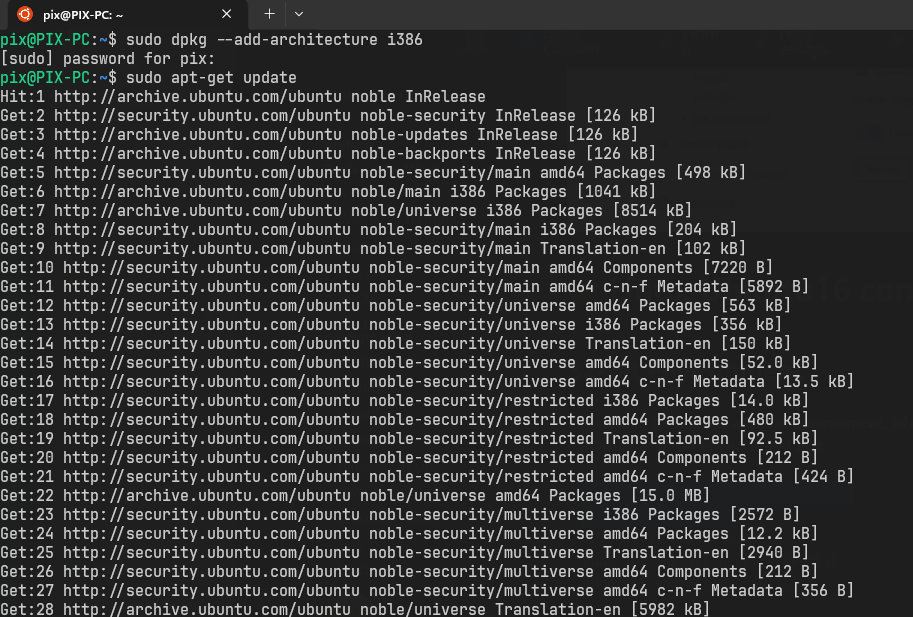 pix@PIX-PC: ~
pix@PIX-PC:~$ sudo dpkg --add-architecture i386
[sudo] password for pix:
pix@PIX-PC:~$ sudo apt-get update
Hit:1 http://archive.ubuntu.com/ubuntu noble InRelease
Get:2 http://security.ubuntu.com/ubuntu noble-security InRelease [126 kB]
Get:3 http://archive.ubuntu.com/ubuntu noble-updates InRelease [126 kB]
Get:4 http://archive.ubuntu.com/ubuntu noble-backports InRelease [126 kB]
Get:5 http://security.ubuntu.com/ubuntu noble-security/main amd64 Packages [498 kB]
Get:6 http://archive.ubuntu.com/ubuntu noble/main i386 Packages [1041 kB]
Get:7 http://archive.ubuntu.com/ubuntu noble/universe i386 Packages [8514 kB]
Get:8 http://security.ubuntu.com/ubuntu noble-security/main i386 Packages [204 kB]
Get:9 http://security.ubuntu.com/ubuntu noble-security/main Translation-en [102 kB]
Get:10 http://security.ubuntu.com/ubuntu noble-security/main amd64 Components [7220 B]
Get:11 http://security.ubuntu.com/ubuntu noble-security/main amd64 c-n-f Metadata [5892 B]
Get:12 http://security.ubuntu.com/ubuntu noble-security/universe amd64 Packages [563 kB]
Get:13 http://security.ubuntu.com/ubuntu noble-security/universe i386 Packages [356 kB]
Get:14 http://security.ubuntu.com/ubuntu noble-security/universe Translation-en [150 kB]
Get:15 http://security.ubuntu.com/ubuntu noble-security/universe amd64 Components [52.0 kB]
Get:16 http://security.ubuntu.com/ubuntu noble-security/universe amd64 c-n-f Metadata [13.5 kB]
Get:17 http://security.ubuntu.com/ubuntu noble-security/restricted i386 Packages [14.0 kB]
Get:18 http://security.ubuntu.com/ubuntu noble-security/restricted amd64 Packages [480 kB]
Get:19 http://security.ubuntu.com/ubuntu noble-security/restricted Translation-en [92.5 kB]
Get:20 http://security.ubuntu.com/ubuntu noble-security/restricted amd64 Components [212 B]
Get:21 http://security.ubuntu.com/ubuntu noble-security/restricted amd64 c-n-f Metadata [424 B]
Get:22 http://archive.ubuntu.com/ubuntu noble/universe amd64 Packages [15.0 MB]
Get:23 http://security.ubuntu.com/ubuntu noble-security/multiverse i386 Packages [2572 B]
Get:24 http://security.ubuntu.com/ubuntu noble-security/multiverse amd64 Packages [12.2 kB]
Get:25 http://security.ubuntu.com/ubuntu noble-security/multiverse Translation-en [2940 B]
Get:26 http://security.ubuntu.com/ubuntu noble-security/multiverse amd64 Components [212 B]
Get:27 http://security.ubuntu.com/ubuntu noble-security/multiverse amd64 c-n-f Metadata [356 B]
Get:28 http://archive.ubuntu.com/ubuntu noble/universe Translation-en [5982 kB]